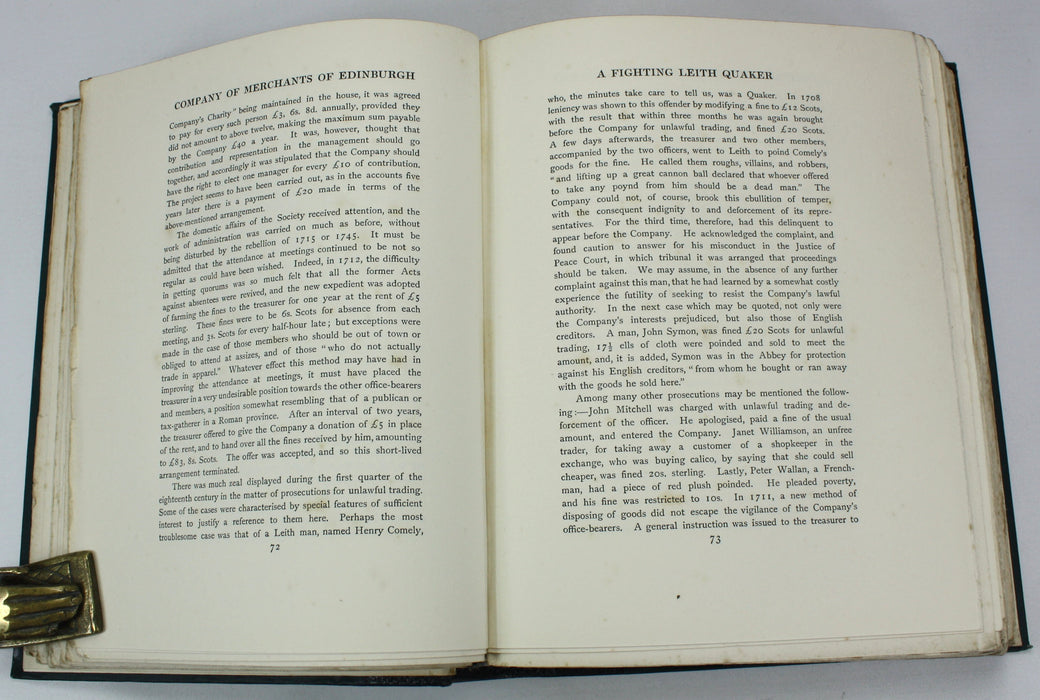 COMPANY OF MERCHANTS OF EDINBURGH
Company's Charity" being maintained in the house, it was agreed
to pay for every such person £3, 6s. 8d. annually, provided they
did not amount to above twelve, making the maximum sum payable
by the Company £40 a year. It was, however, thought that
contribution and representation in the management should go
together, and accordingly it was stipulated that the Company should
have the right to elect one manager for every £10 of contribution.
The project seems to have been carried out, as in the accounts five
years later there is a payment of £20 made in terms of the
above-mentioned arrangement.
The domestic affairs of the Society received attention, and the
work of administration was carried on much as before, without
being disturbed by the rebellion of 1715 or 1745. It must be
admitted that the attendance at meetings continued to be not so
regular as could have been wished. Indeed, in 1712, the difficulty
in getting quorums was so much felt that all the former Acts
against absentees were revived, and the new expedient was adopted
of farming the fines to the treasurer for one year at the rent of £5
sterling. These fines were to be 6s. Scots for absence from each
meeting, and 3s. Scots for every half-hour late; but exceptions were
made in the case of those members who should be out of town or
obliged to attend at assizes, and of those "who do not actually
trade in apparel." Whatever effect this method may have had in
improving the attendance at meetings, it must have placed the
treasurer in a very undesirable position towards the other office-bearers
and members, a position somewhat resembling that of a publican or
tax-gatherer in a Roman province. After an interval of two years,
the treasurer offered to give the Company a donation of £5 in place
of the rent, and to hand over all the fines received by him, amounting
to £83, 8s. Scots. The offer was accepted, and so this short-lived
arrangement terminated.
There was much zeal displayed during the first quarter of the
eighteenth century in the matter of prosecutions for unlawful trading.
Some of the cases were characterised by special features of sufficient
interest to justify a reference to them here. Perhaps the most
troublesome case was that of a Leith man, named Henry Comely,
72
A FIGHTING LEITH QUAKER
who, the minutes take care to tell us, was a Quaker. In 1708
leniency was shown to this offender by modifying a fine to £12 Scots,
with the result that within three months he was again brought
before the Company for unlawful trading, and fined £20 Scots.
A few days afterwards, the treasurer and two other members,
accompanied by the two officers, went to Leith to poind Comely's
goods for the fine. He called them roughs, villains, and robbers,
"and lifting up a great cannon ball declared that whoever offered
to take any poynd from him should be a dead man." The
Company could not, of course, brook this ebullition of temper,
with the consequent indignity to and deforcement of its repre-
sentatives. For the third time, therefore, had this delinquent to
appear before the Company. He acknowledged the complaint, and
found caution to answer for his misconduct in the Justice of
Peace Court, in which tribunal it was arranged that proceedings
should be taken. We may assume, in the absence of any further
complaint against this man, that he had learned by a somewhat costly
experience the futility of seeking to resist the Company's lawful
authority. In the next case which may be quoted, not only were
the Company's interests prejudiced, but also those of English
creditors. A man, John Symon, was fined £20 Scots for unlawful
trading, 17½ ells of cloth were poinded and sold to meet the
amount, and, it is added, Symon was in the Abbey for protection
against his English creditors, "from whom he bought or ran away
with the goods he sold here."
Among many other prosecutions may be mentioned the follow-
ing:—John Mitchell was charged with unlawful trading and de-
forcement of the officer. He apologised, paid a fine of the usual
amount, and entered the Company. Janet Williamson, an unfree
trader, for taking away a customer of a shopkeeper in the
exchange, who was buying calico, by saying that she could sell
cheaper, was fined 20s. sterling. Lastly, Peter Wallan, a French-
man, had a piece of red plush poinded. He pleaded poverty,
and his fine was restricted to 10s. In 1711, a new method of
disposing of goods did not escape the vigilance of the Company's
office-bearers. A general instruction was issued to the treasurer to
73